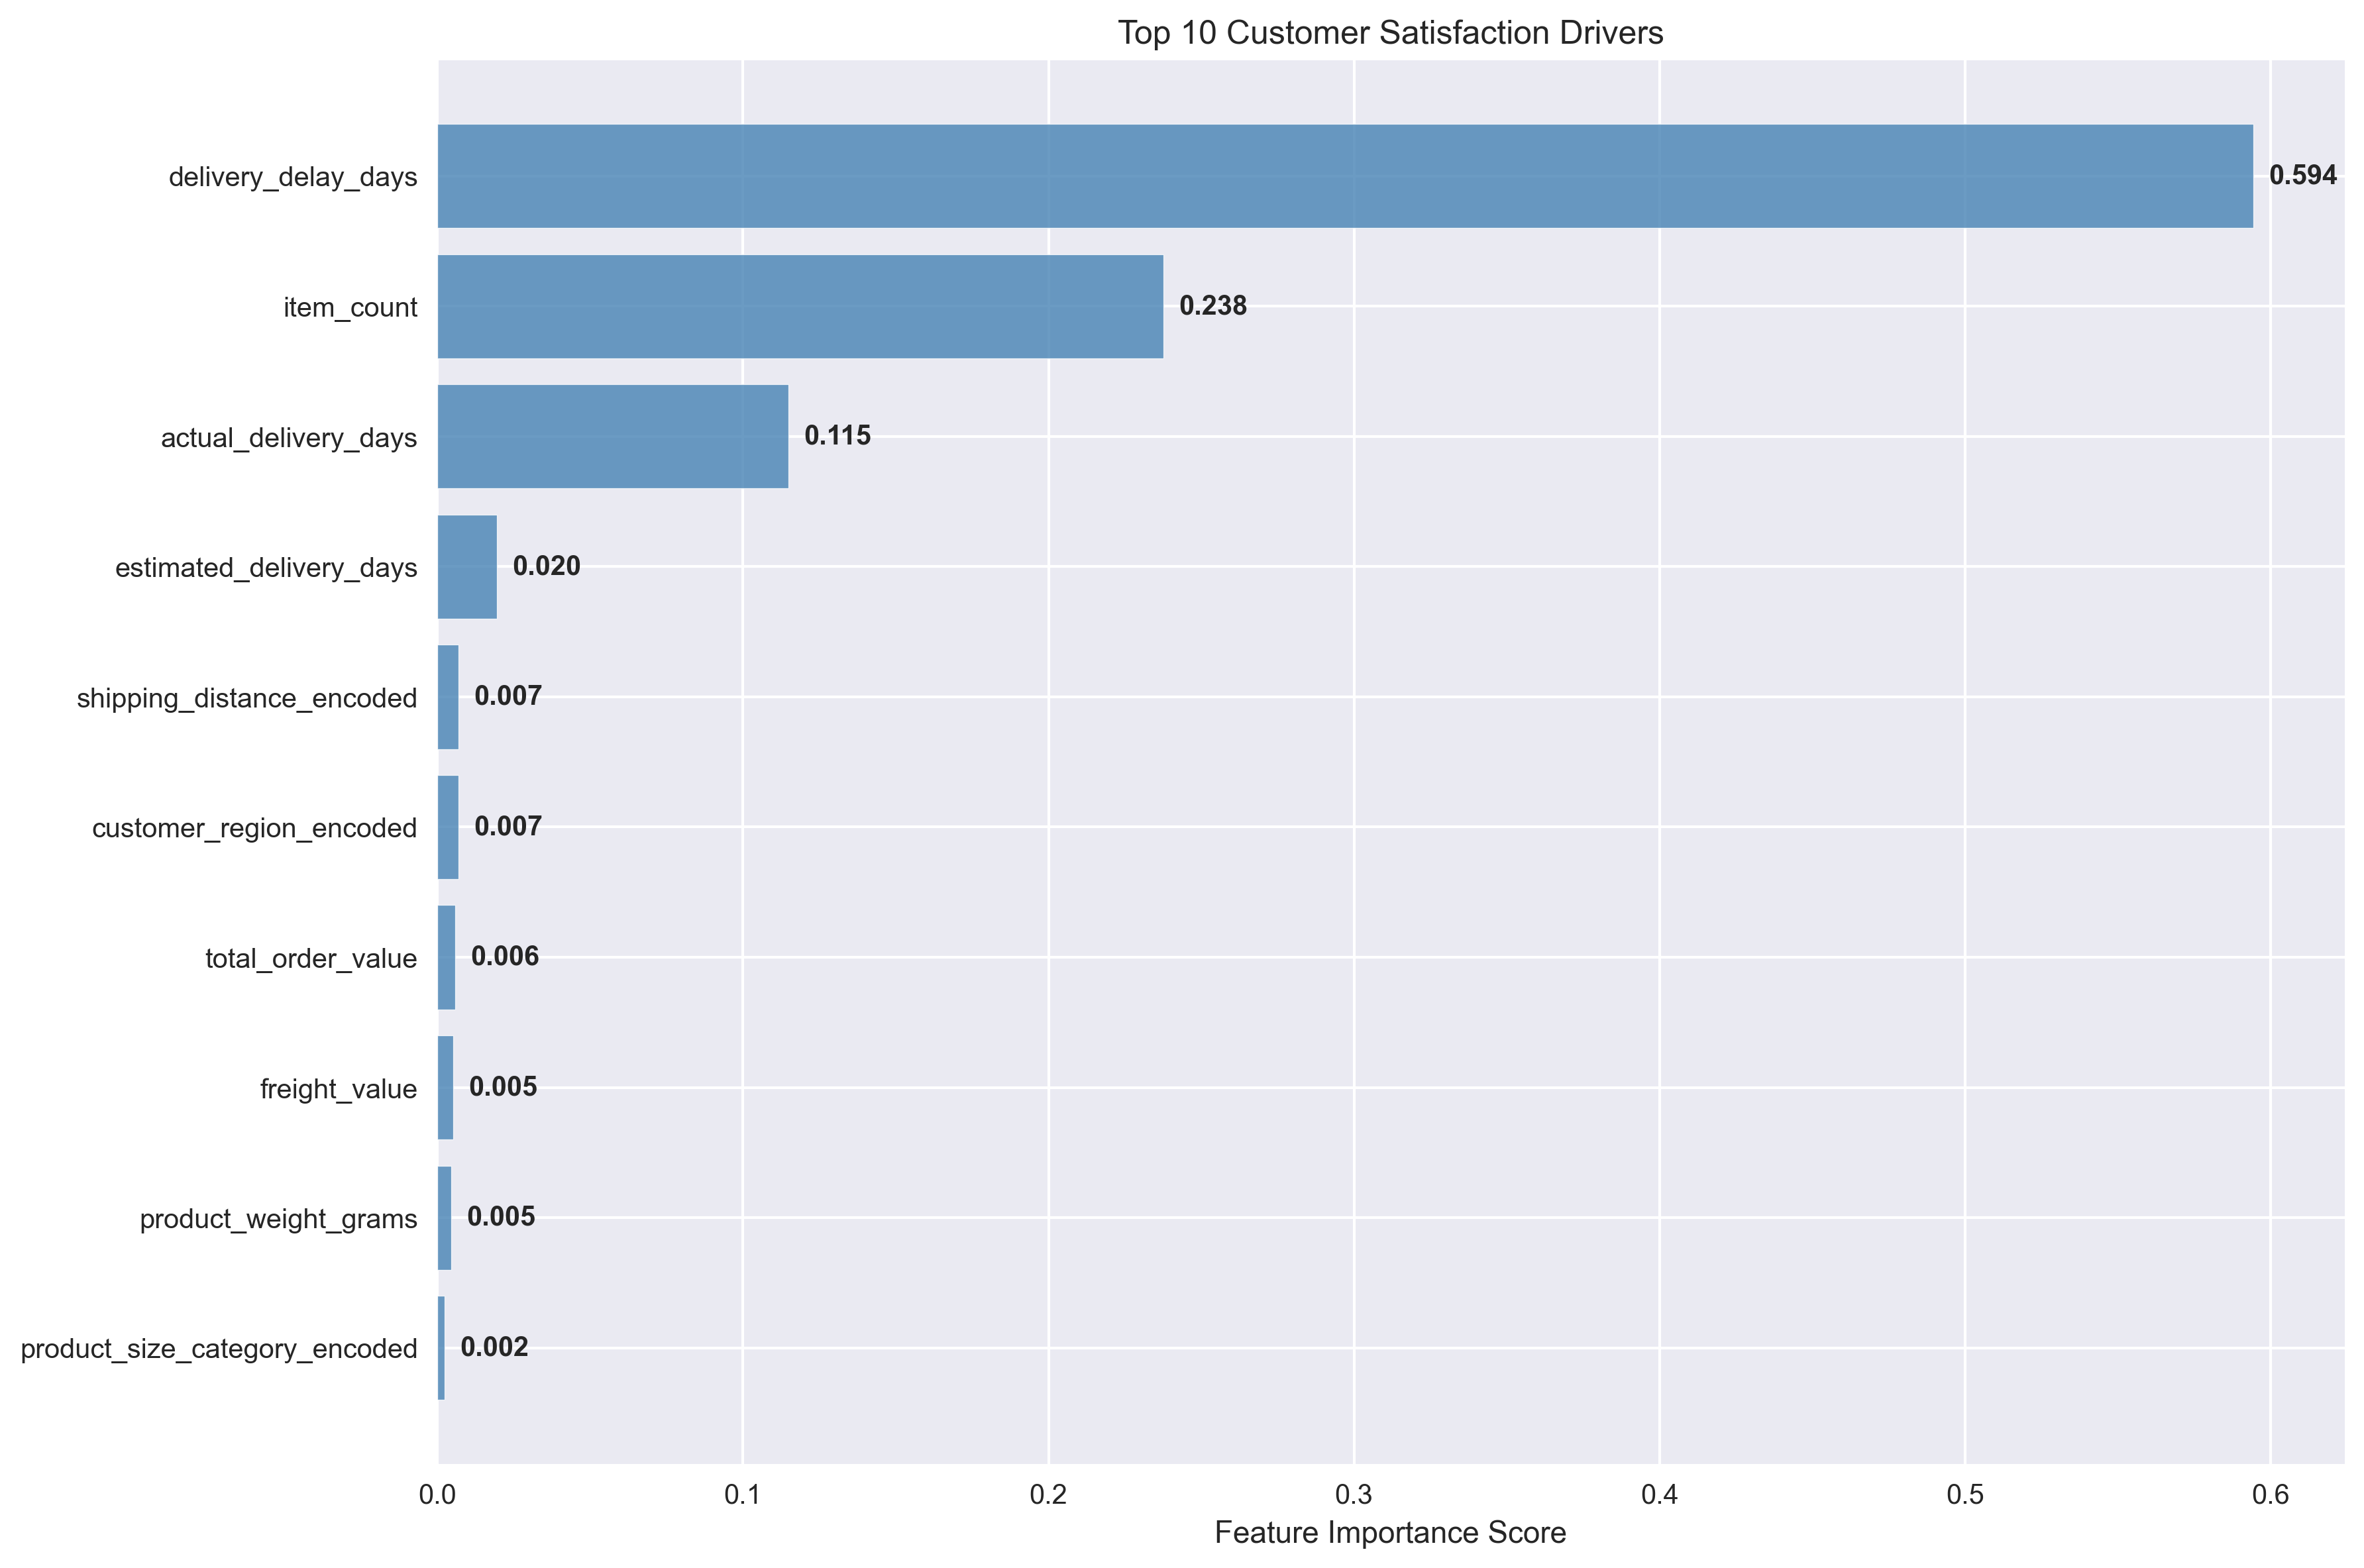 Top 10 Customer Satisfaction Drivers
delivery_delay_days 0.594
item_count 0.238
actual_delivery_days 0.115
estimated_delivery_days 0.020
shipping_distance_encoded 0.007
customer_region_encoded 0.007
total_order_value 0.006
freight_value 0.005
product_weight_grams 0.005
product_size_category_encoded 0.002
0.0 0.1 0.2 0.3 0.4 0.5 0.6
Feature Importance Score